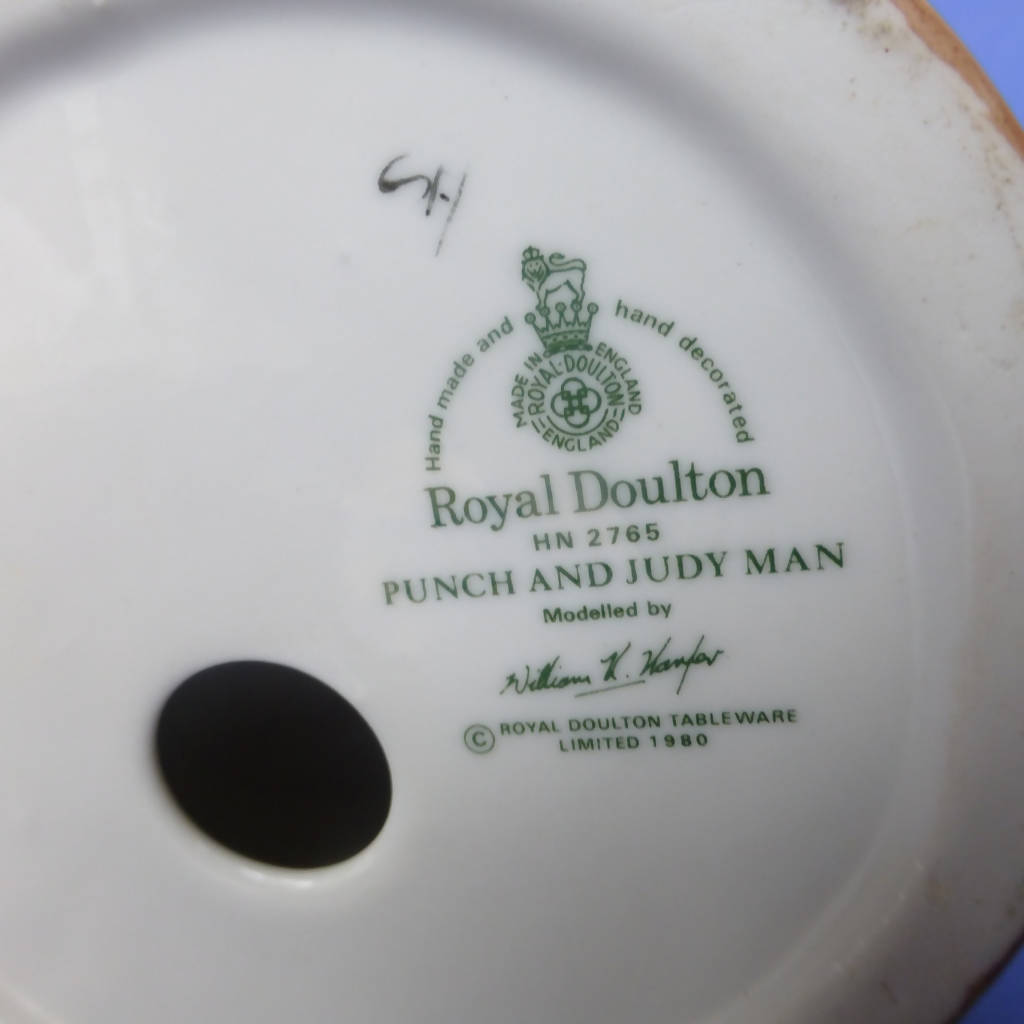 SH
Hand made and hand decorated
MADE IN ENGLAND
ROYAL-DOULTON
ENGLAND
Royal Doulton
HN 2765
PUNCH AND JUDY MAN
Modelled by
William K. Harper
© ROYAL DOULTON TABLEWARE
LIMITED 1980